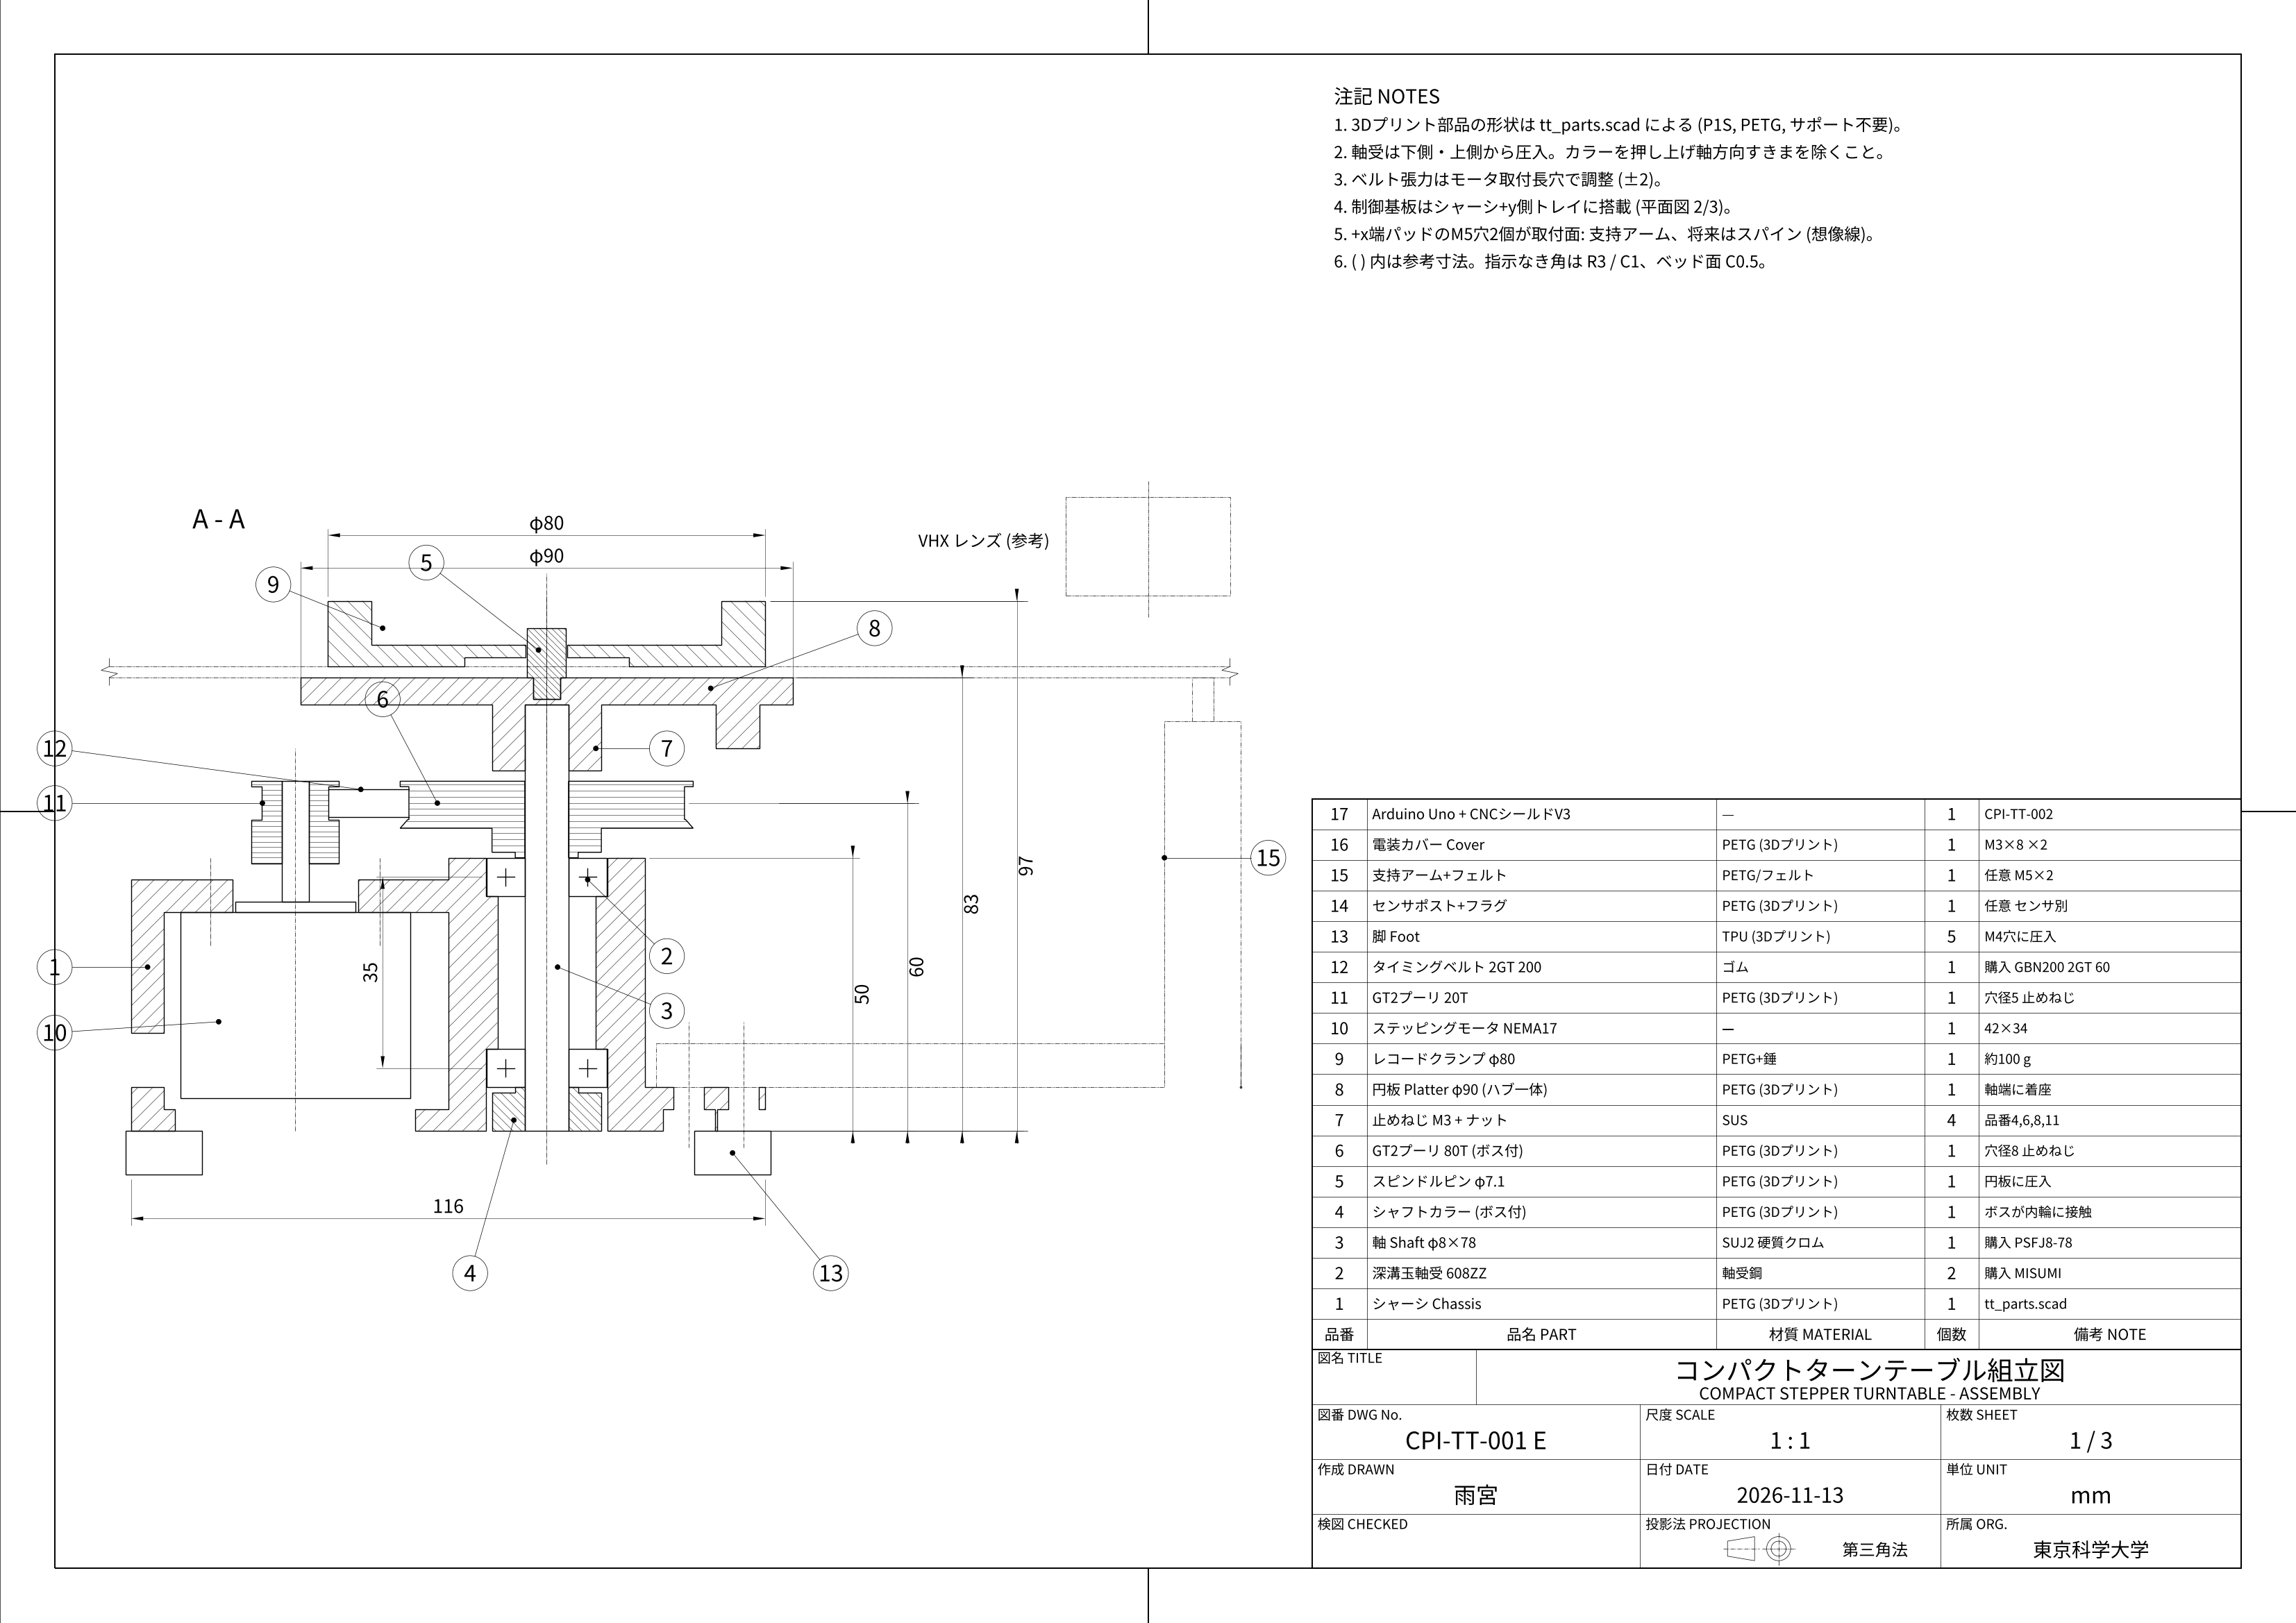 注記 NOTES
1. 3Dプリント部品の形状は tt_parts.scad による (P1S, PETG, サポート不要)。
2. 軸受は下側・上側から圧入。カラーを押し上げ軸方向すきまを除くこと。
3. ベルト張力はモータ取付長穴で調整 (±2)。
4. 制御基板はシャーシ+y側トレイに搭載 (平面図 2/3)。
5. +x端パッドのM5穴2個が取付面: 支持アーム、将来はスパイン (想像線)。
6. ( ) 内は参考寸法。指示なき角は R3 / C1、ベッド面 C0.5。
A - A
φ80
VHX レンズ (参考)
φ90
5
9
8
6
12
7
11
15
97
83
2
1
35
60
50
3
10
116
4
13
17 Arduino Uno + CNCシールドV3 — 1 CPI-TT-002
16 電装カバー Cover PETG (3Dプリント) 1 M3×8 ×2
15 支持アーム+フェルト PETG/フェルト 1 任意 M5×2
14 センサポスト+フラグ PETG (3Dプリント) 1 任意 センサ別
13 脚 Foot TPU (3Dプリント) 5 M4穴に圧入
12 タイミングベルト 2GT 200 ゴム 1 購入 GBN200 2GT 60
11 GT2プーリ 20T PETG (3Dプリント) 1 穴径5 止めねじ
10 ステッピングモータ NEMA17 — 1 42×34
9 レコードクランプ φ80 PETG+錘 1 約100 g
8 円板 Platter φ90 (ハブ一体) PETG (3Dプリント) 1 軸端に着座
7 止めねじ M3 + ナット SUS 4 品番4,6,8,11
6 GT2プーリ 80T (ボス付) PETG (3Dプリント) 1 穴径8 止めねじ
5 スピンドルピン φ7.1 PETG (3Dプリント) 1 円板に圧入
4 シャフトカラー (ボス付) PETG (3Dプリント) 1 ボスが内輪に接触
3 軸 Shaft φ8×78 SUJ2 硬質クロム 1 購入 PSFJ8-78
2 深溝玉軸受 608ZZ 軸受鋼 2 購入 MISUMI
1 シャーシ Chassis PETG (3Dプリント) 1 tt_parts.scad
品番 品名 PART 材質 MATERIAL 個数 備考 NOTE
図名 TITLE
コンパクトターンテーブル組立図
COMPACT STEPPER TURNTABLE - ASSEMBLY
図番 DWG No. 尺度 SCALE 枚数 SHEET
CPI-TT-001 E 1 : 1 1 / 3
作成 DRAWN 日付 DATE 単位 UNIT
雨宮 2026-11-13 mm
検図 CHECKED 投影法 PROJECTION 所属 ORG.
第三角法 東京科学大学